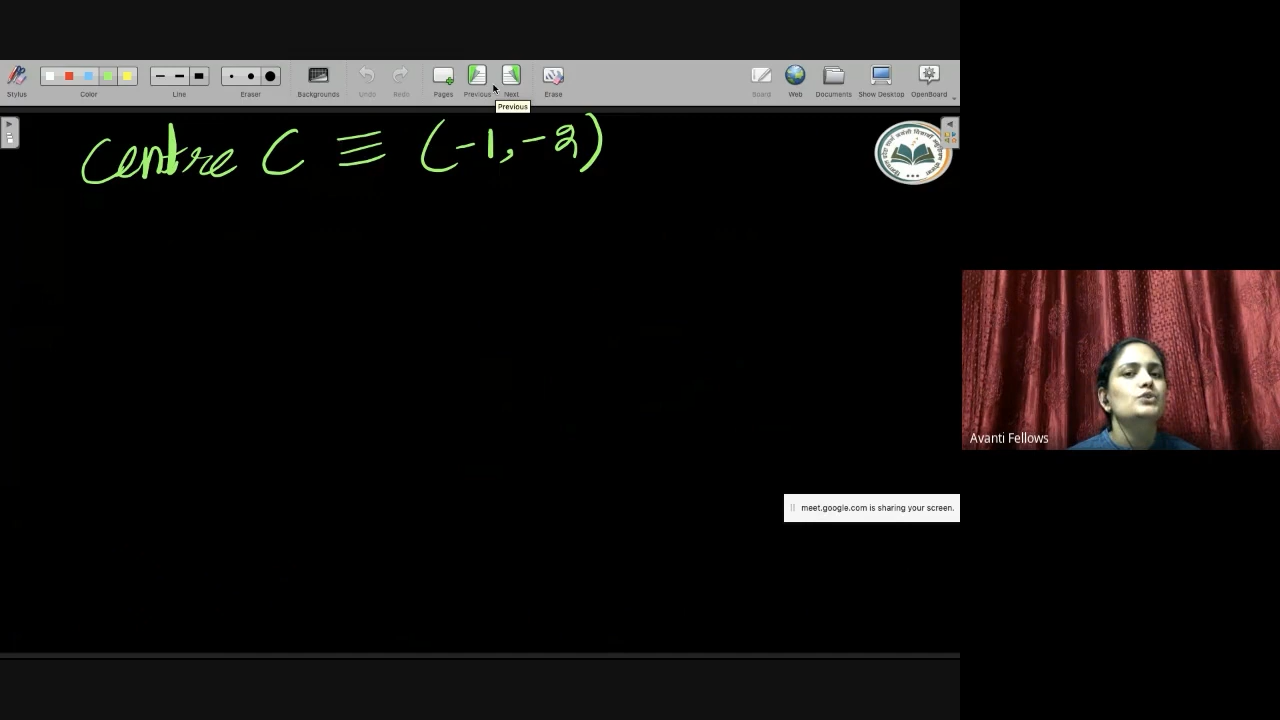 Stylus Color Line Eraser Backgrounds Undo Redo Pages Previous Next Erase Board Web Documents Show Desktop OpenBoard
Previous
centre C ≡ (-1, -2)
Avanti Fellows
meet.google.com is sharing your screen.